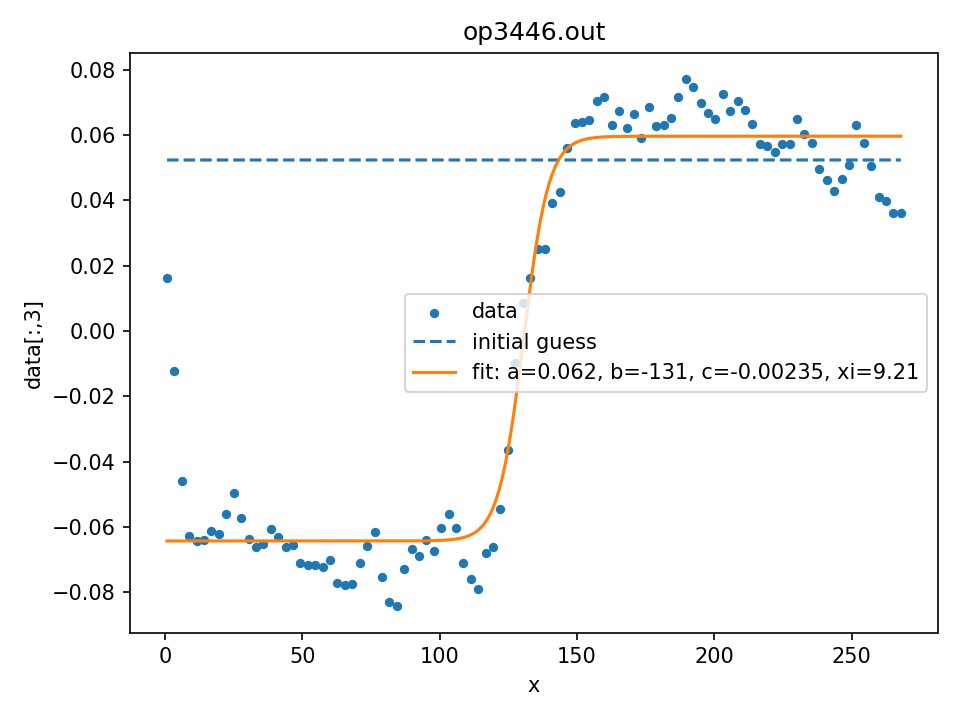 op3446.out
0.08
0.06
0.04
0.02
0.00
−0.02
−0.04
−0.06
−0.08
data[:,3]
data
initial guess
fit: a=0.062, b=-131, c=-0.00235, xi=9.21
0 50 100 150 200 250
x